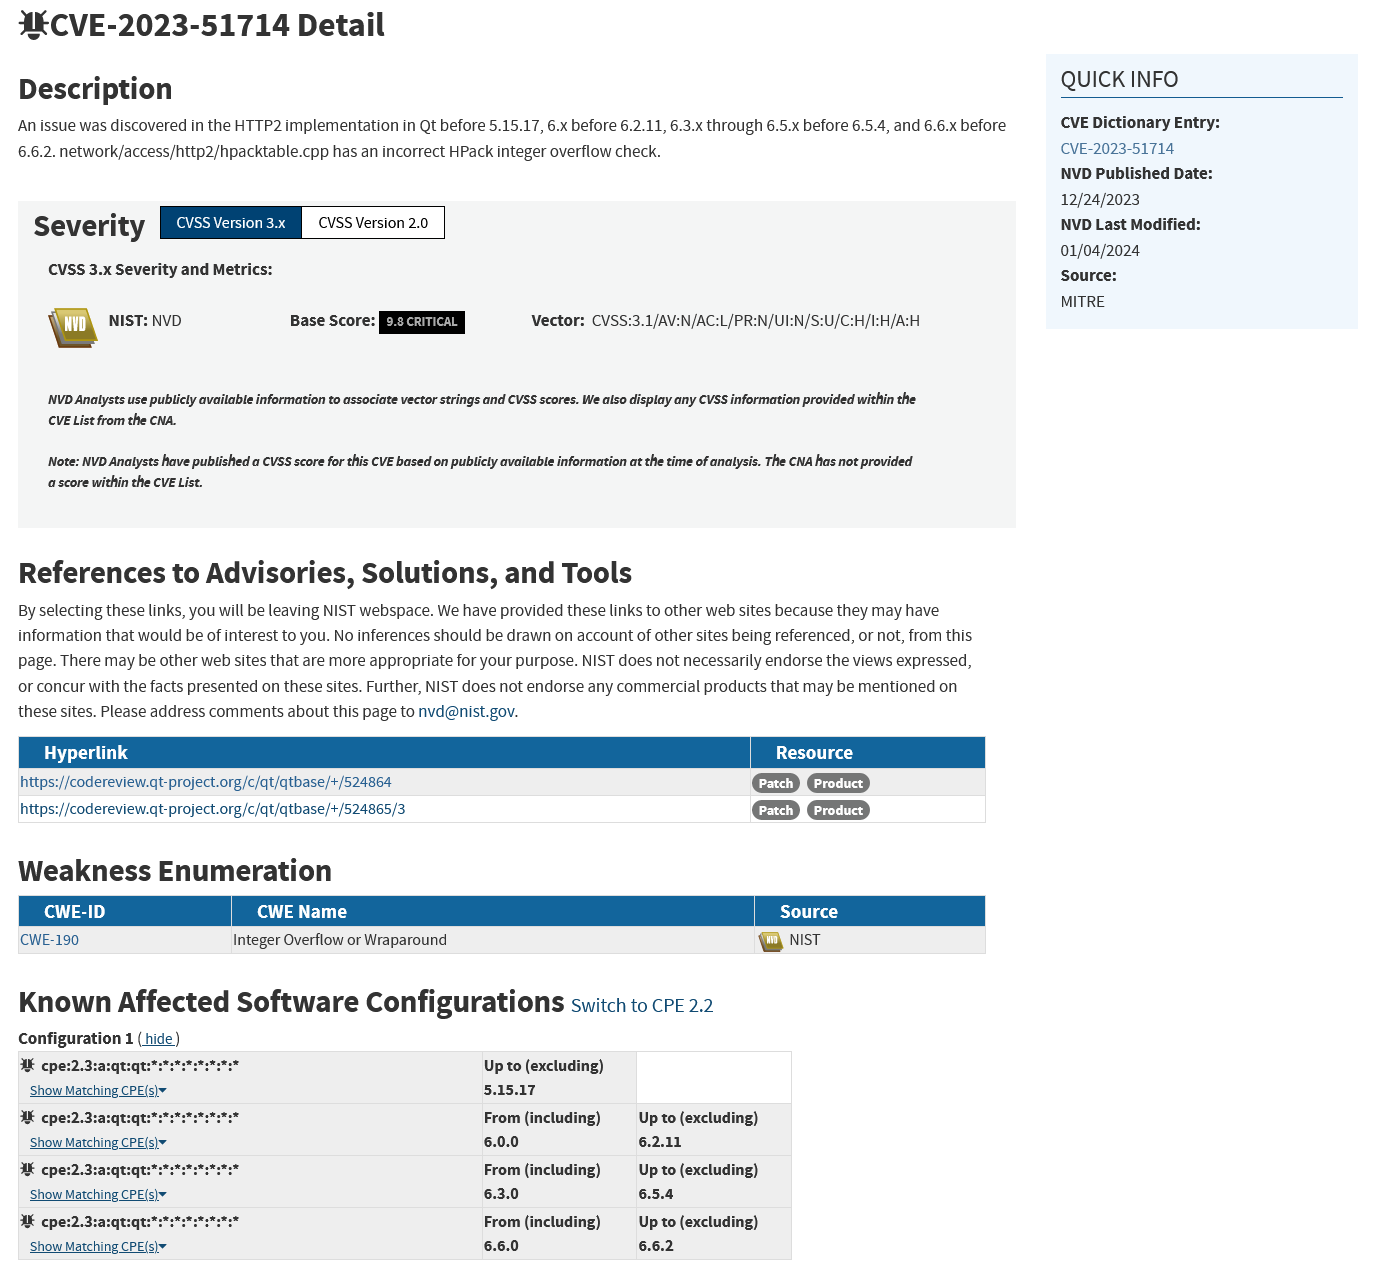 CVE-2023-51714 Detail
Description
An issue was discovered in the HTTP2 implementation in Qt before 5.15.17, 6.x before 6.2.11, 6.3.x through 6.5.x before 6.5.4, and 6.6.x before
6.6.2. network/access/http2/hpacktable.cpp has an incorrect HPack integer overflow check.
QUICK INFO
CVE Dictionary Entry:
CVE-2023-51714
NVD Published Date:
12/24/2023
NVD Last Modified:
01/04/2024
Source:
MITRE
Severity CVSS Version 3.x CVSS Version 2.0
CVSS 3.x Severity and Metrics:
NVD NIST: NVD Base Score: 9.8 CRITICAL Vector: CVSS:3.1/AV:N/AC:L/PR:N/UI:N/S:U/C:H/I:H/A:H
NVD Analysts use publicly available information to associate vector strings and CVSS scores. We also display any CVSS information provided within the
CVE List from the CNA.
Note: NVD Analysts have published a CVSS score for this CVE based on publicly available information at the time of analysis. The CNA has not provided
a score within the CVE List.
References to Advisories, Solutions, and Tools
By selecting these links, you will be leaving NIST webspace. We have provided these links to other web sites because they may have
information that would be of interest to you. No inferences should be drawn on account of other sites being referenced, or not, from this
page. There may be other web sites that are more appropriate for your purpose. NIST does not necessarily endorse the views expressed,
or concur with the facts presented on these sites. Further, NIST does not endorse any commercial products that may be mentioned on
these sites. Please address comments about this page to nvd@nist.gov.
Hyperlink Resource
https://codereview.qt-project.org/c/qt/qtbase/+/524864 Patch Product
https://codereview.qt-project.org/c/qt/qtbase/+/524865/3 Patch Product
Weakness Enumeration
CWE-ID CWE Name Source
CWE-190 Integer Overflow or Wraparound NVD NIST
Known Affected Software Configurations Switch to CPE 2.2
Configuration 1 ( hide )
cpe:2.3:a:qt:qt:*:*:*:*:*:*:*:* Up to (excluding)
Show Matching CPE(s) 5.15.17
cpe:2.3:a:qt:qt:*:*:*:*:*:*:*:* From (including) Up to (excluding)
Show Matching CPE(s) 6.0.0 6.2.11
cpe:2.3:a:qt:qt:*:*:*:*:*:*:*:* From (including) Up to (excluding)
Show Matching CPE(s) 6.3.0 6.5.4
cpe:2.3:a:qt:qt:*:*:*:*:*:*:*:* From (including) Up to (excluding)
Show Matching CPE(s) 6.6.0 6.6.2